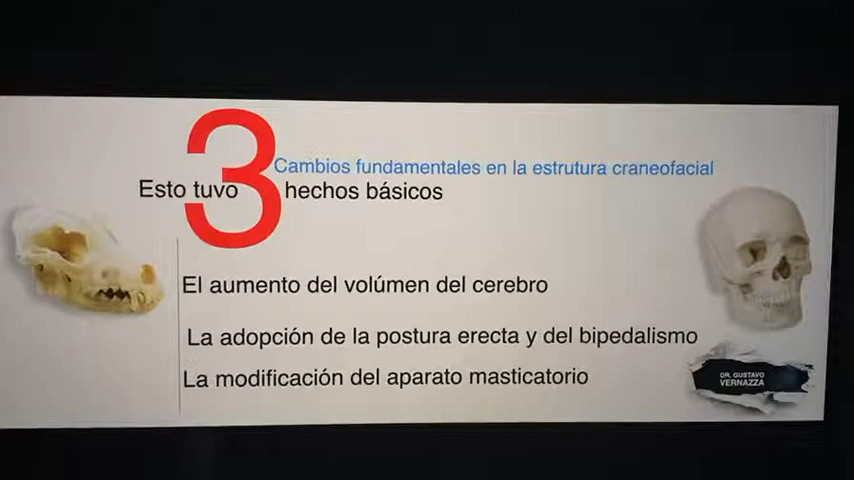 Cambios fundamentales en la estrutura craneofacial
Esto tuvo 3 hechos básicos
El aumento del volúmen del cerebro
La adopción de la postura erecta y del bipedalismo
La modificación del aparato masticatorio
DR. GUSTAVO
VERNAZZA